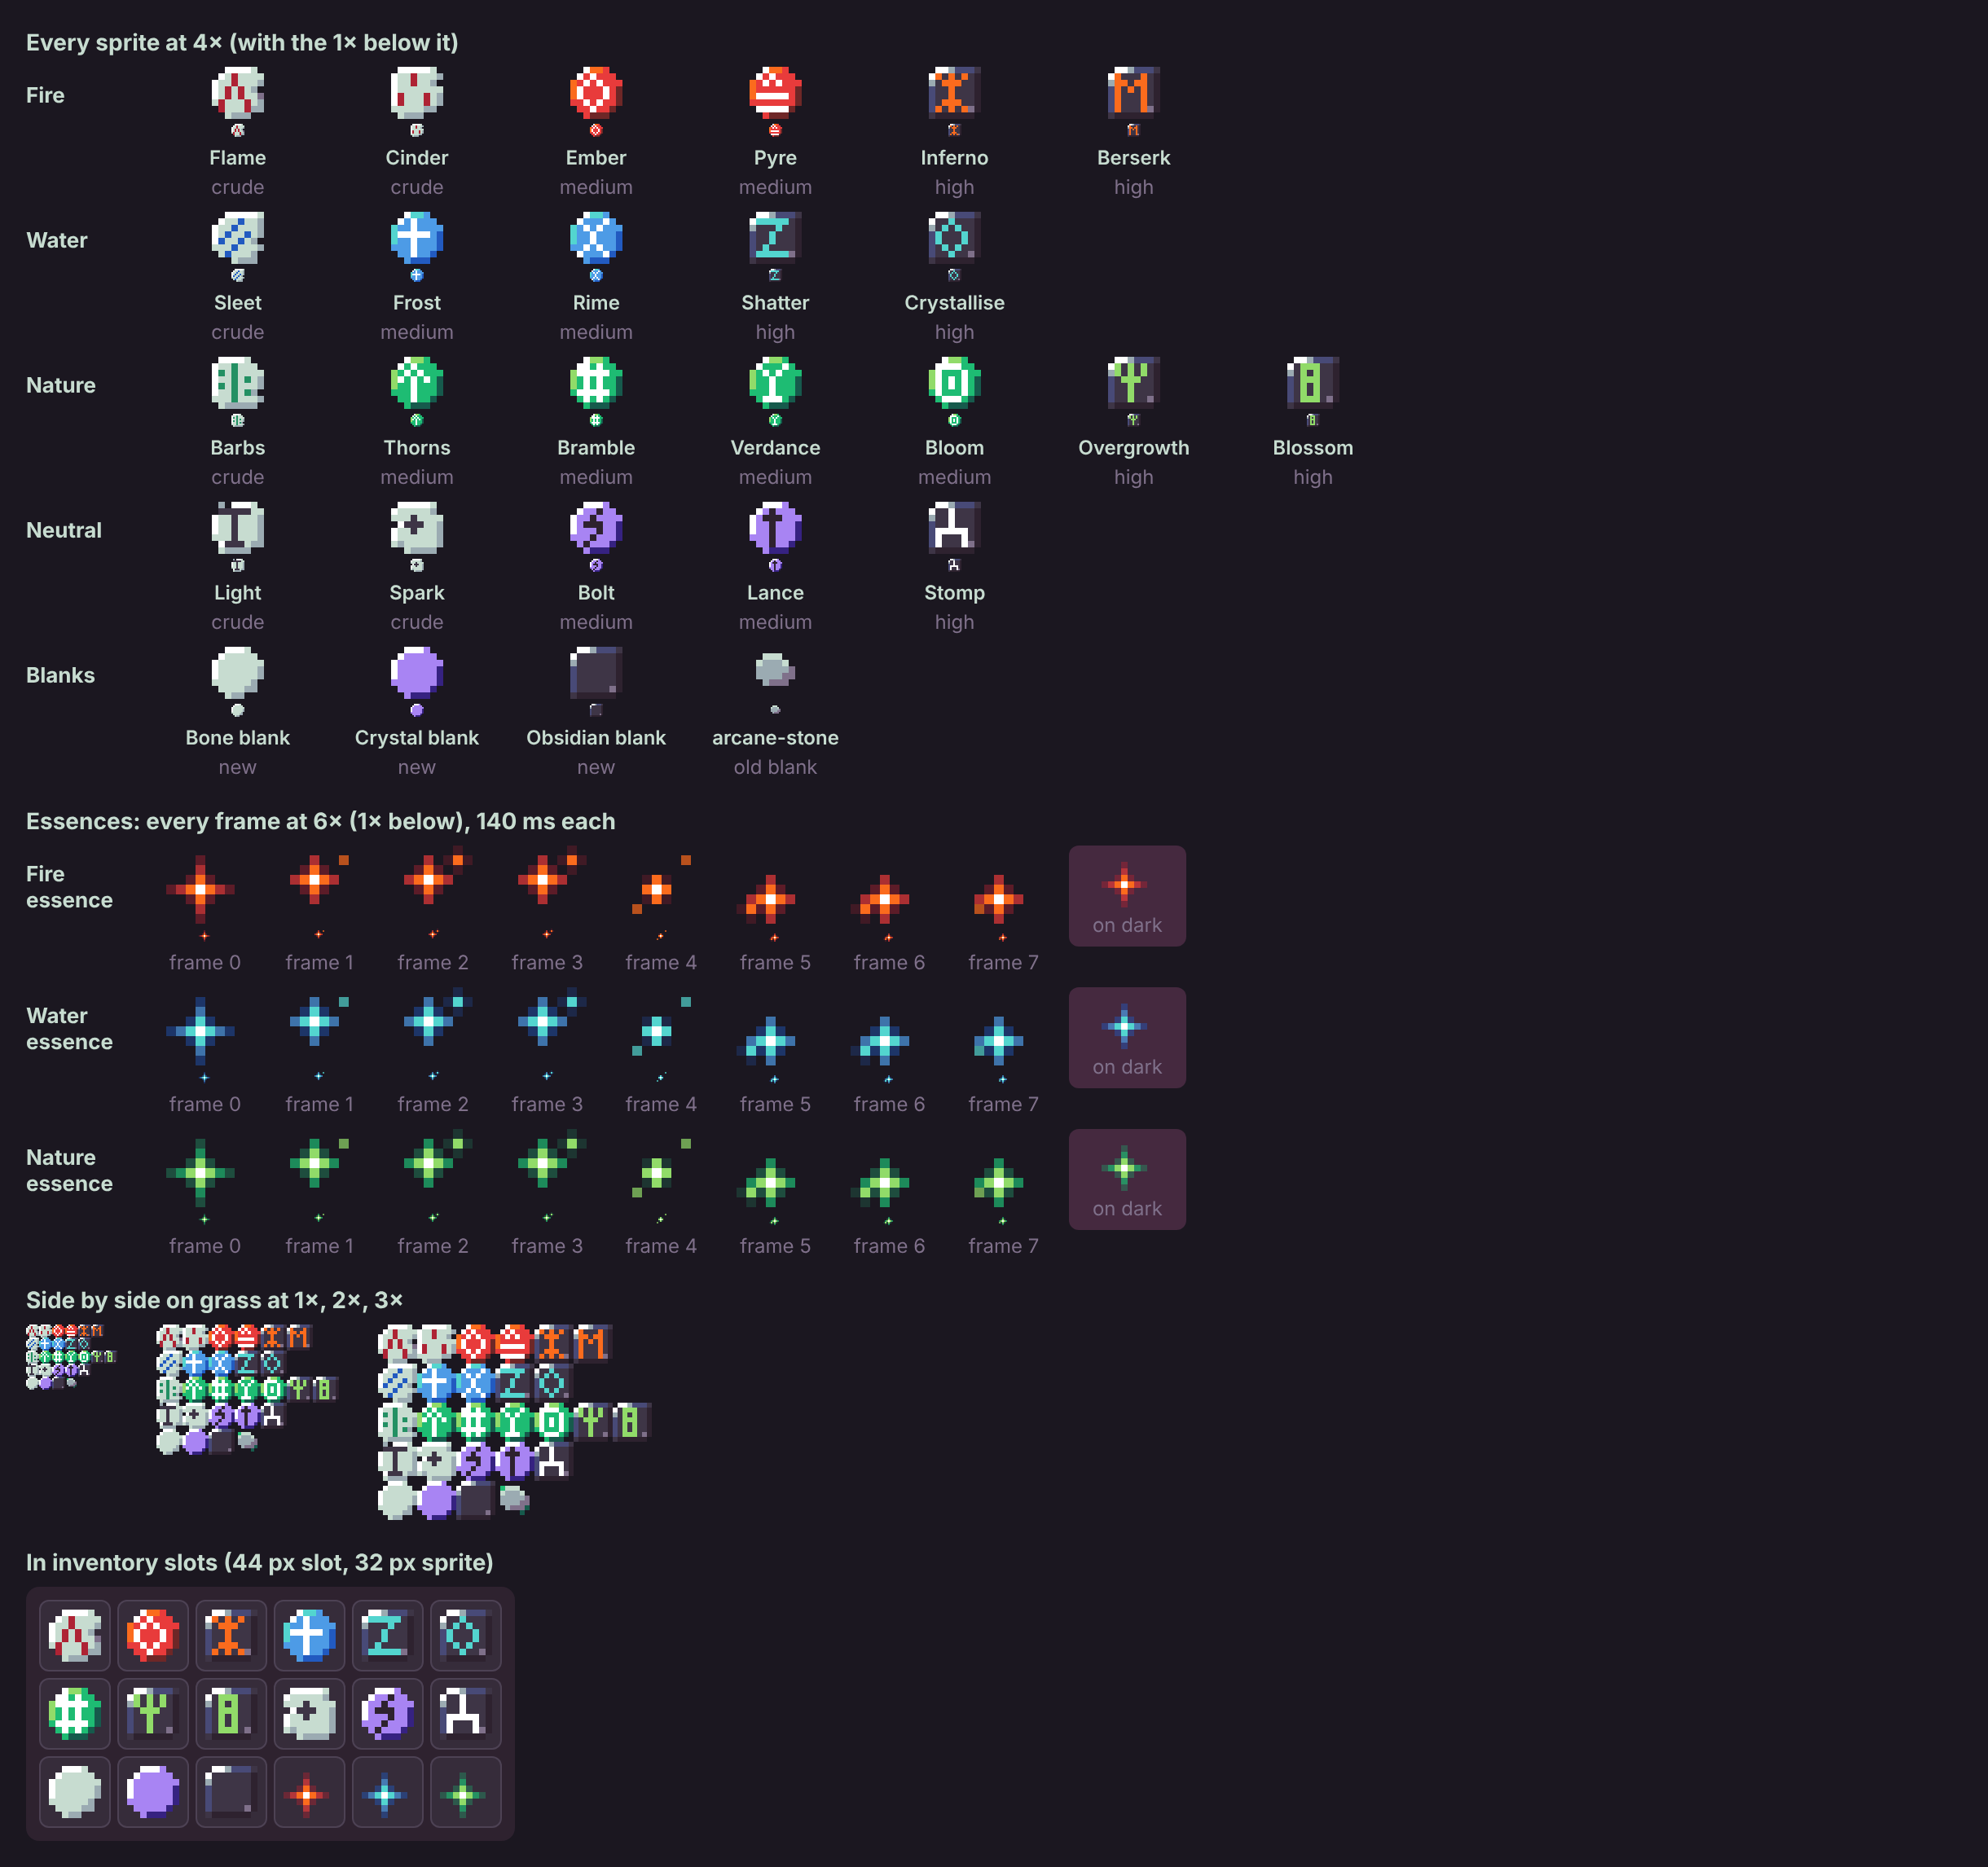 Every sprite at 4× (with the 1× below it)
Fire
Flame
crude
Cinder
crude
Ember
medium
Pyre
medium
Inferno
high
Berserk
high
Water
Sleet
crude
Frost
medium
Rime
medium
Shatter
high
Crystallise
high
Nature
Barbs
crude
Thorns
medium
Bramble
medium
Verdance
medium
Bloom
medium
Overgrowth
high
Blossom
high
Neutral
Light
crude
Spark
crude
Bolt
medium
Lance
medium
Stomp
high
Blanks
Bone blank
new
Crystal blank
new
Obsidian blank
new
arcane-stone
old blank
Essences: every frame at 6× (1× below), 140 ms each
Fire
essence
frame 0
frame 1
frame 2
frame 3
frame 4
frame 5
frame 6
frame 7
on dark
Water
essence
frame 0
frame 1
frame 2
frame 3
frame 4
frame 5
frame 6
frame 7
on dark
Nature
essence
frame 0
frame 1
frame 2
frame 3
frame 4
frame 5
frame 6
frame 7
on dark
Side by side on grass at 1×, 2×, 3×
In inventory slots (44 px slot, 32 px sprite)